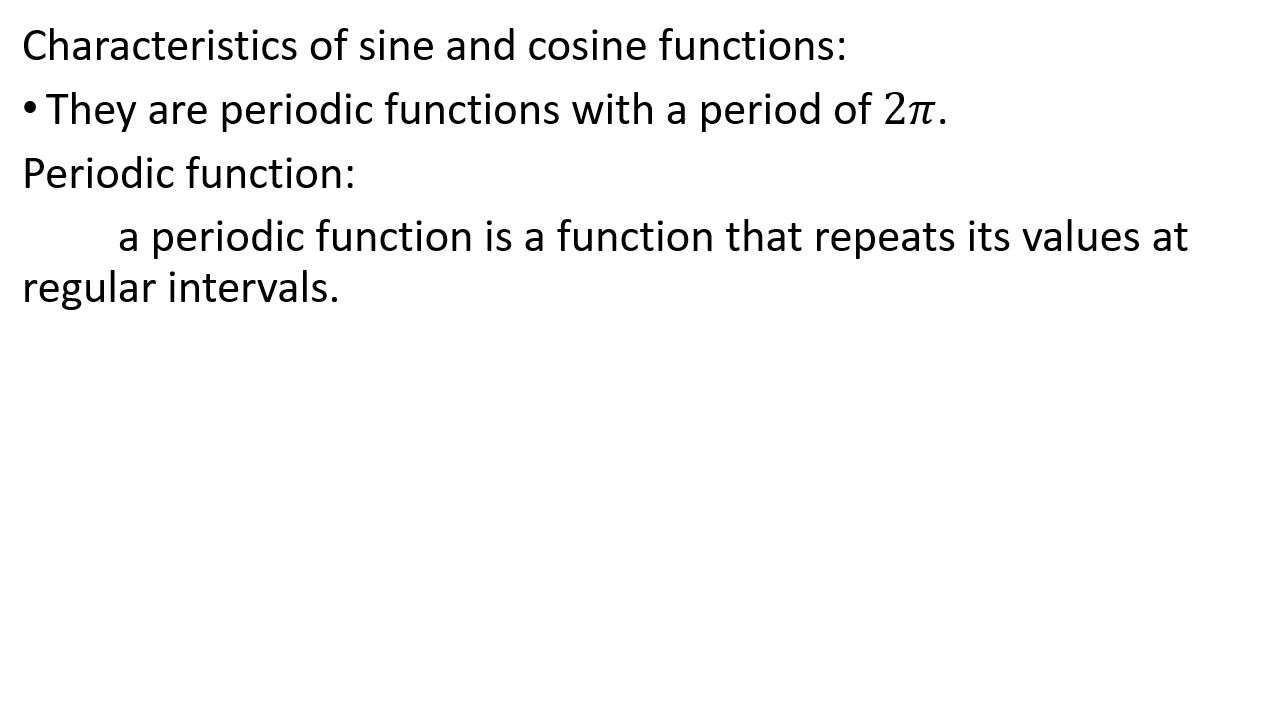 Characteristics of sine and cosine functions:
• They are periodic functions with a period of 2𝜋.
Periodic function:
a periodic function is a function that repeats its values at
regular intervals.